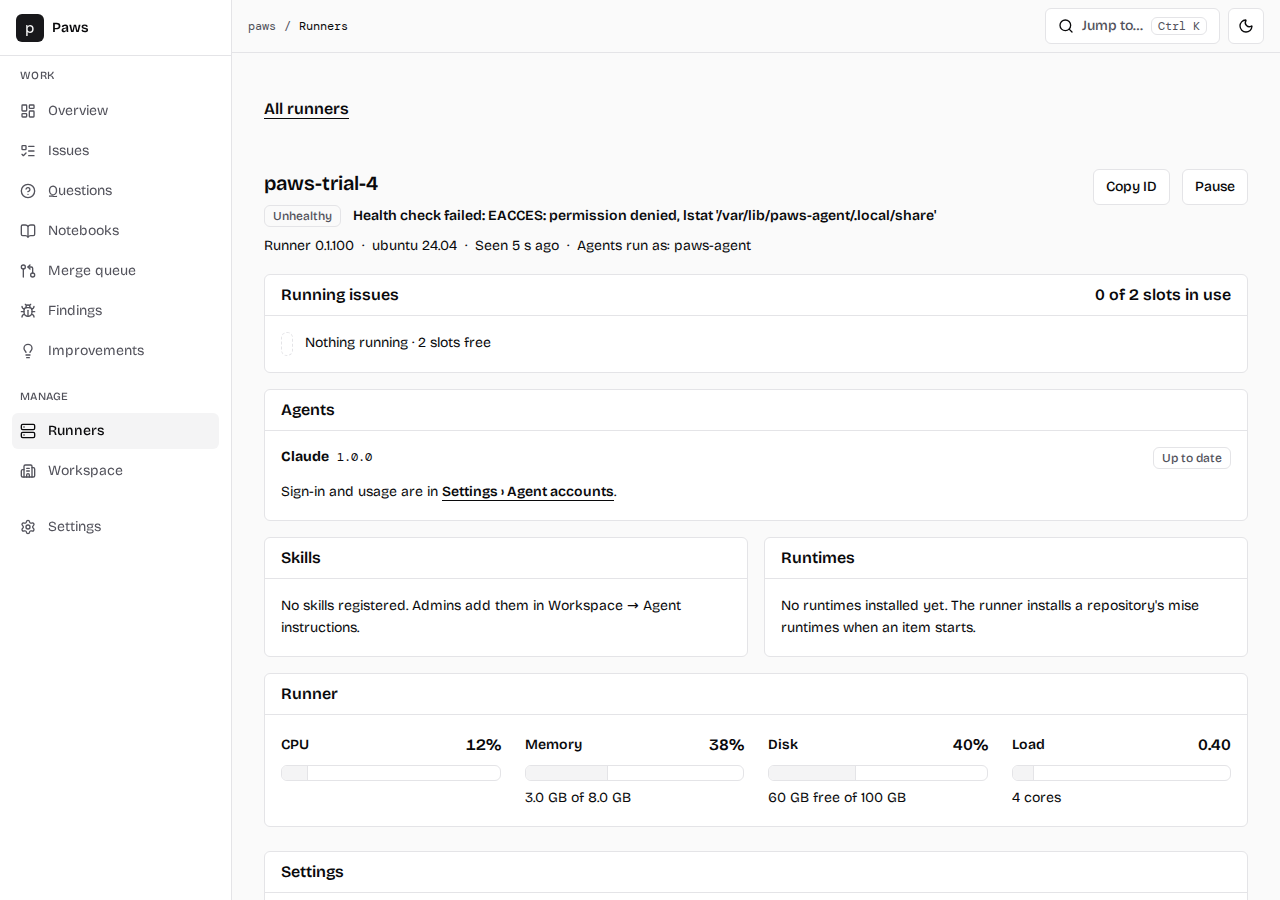 p Paws
paws / Runners
Jump to... Ctrl K
WORK
Overview
Issues
Questions
Notebooks
Merge queue
Findings
Improvements
MANAGE
Runners
Workspace
Settings
All runners
paws-trial-4
Copy ID
Pause
Unhealthy Health check failed: EACCES: permission denied, lstat '/var/lib/paws-agent/.local/share'
Runner 0.1.100 · ubuntu 24.04 · Seen 5 s ago · Agents run as: paws-agent
Running issues 0 of 2 slots in use
Nothing running · 2 slots free
Agents
Claude 1.0.0 Up to date
Sign-in and usage are in Settings › Agent accounts.
Skills
No skills registered. Admins add them in Workspace → Agent
instructions.
Runtimes
No runtimes installed yet. The runner installs a repository's mise
runtimes when an item starts.
Runner
CPU 12%
Memory 38%
3.0 GB of 8.0 GB
Disk 40%
60 GB free of 100 GB
Load 0.40
4 cores
Settings